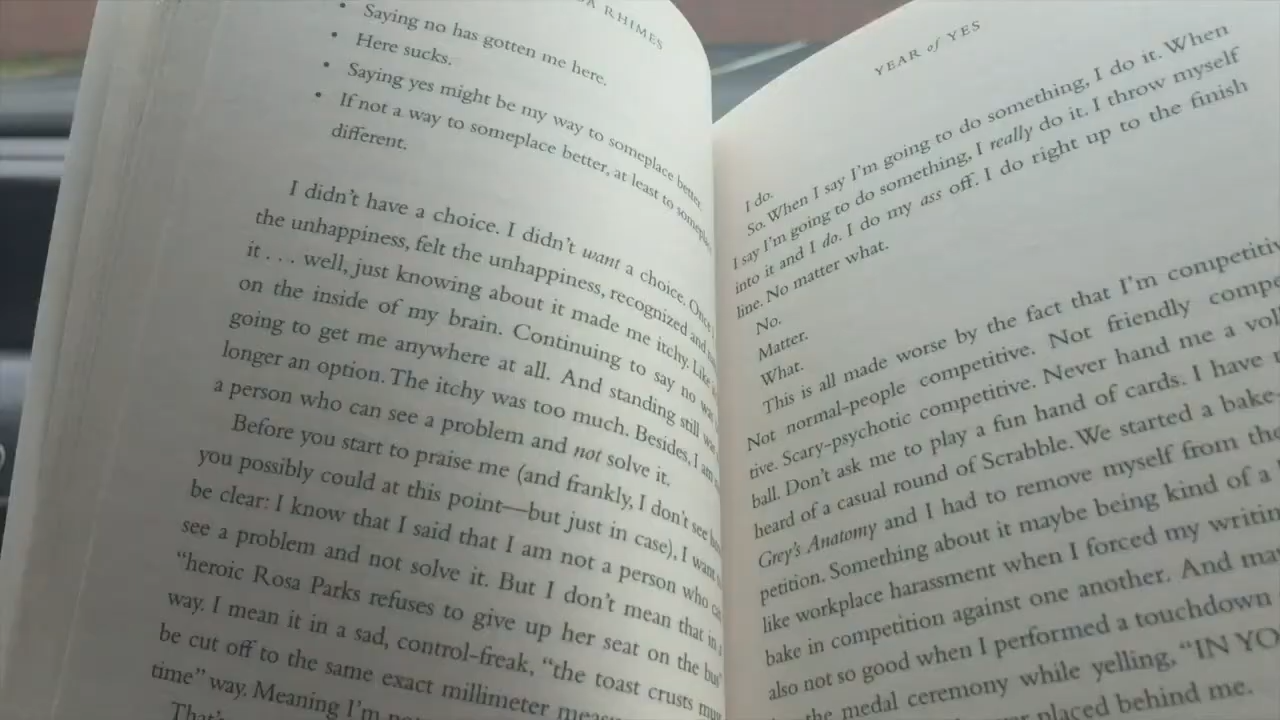 RHIMES
• Saying no has gotten me here.
• Here sucks.
• Saying yes might be my way to someplace better.
• If not a way to someplace better, at least to
different.
I didn't have a choice. I didn't want a choice. Once
the unhappiness, felt the unhappiness, recognized and
it . . . well, just knowing about it made me itchy. Like
on the inside of my brain. Continuing to say no was
going to get me anywhere at all. And standing still was
longer an option. The itchy was too much. Besides, I am
a person who can see a problem and not solve it.
Before you start to praise me (and frankly, I don't see
you possibly could at this point—but just in case), I want
be clear: I know that I said that I am not a person who
see a problem and not solve it. But I don't mean that in
"heroic Rosa Parks refuses to give up her seat on the bus"
way. I mean it in a sad, control-freak, "the toast crusts
be cut off to the same exact millimeter
time" way. Meaning I'm
That's
YEAR of YES
I do.
So. When I say I'm going to do something, I do it. When
I say I'm going to do something, I really do it. I throw myself
into it and I do. I do my ass off. I do right up to the finish
line. No matter what.
No.
Matter.
What.
This is all made worse by the fact that I'm
Not normal-people competitive. Not friendly
tive. Scary-psychotic competitive. Never hand me a
ball. Don't ask me to play a fun hand of cards. I have
heard of a casual round of Scrabble. We started a
Grey's Anatomy and I had to remove myself from
petition. Something about it maybe being kind of a
like workplace harassment when I forced my
bake in competition against one another. And
also not so good when I performed a touchdown
the medal ceremony while yelling, "IN
placed behind me.